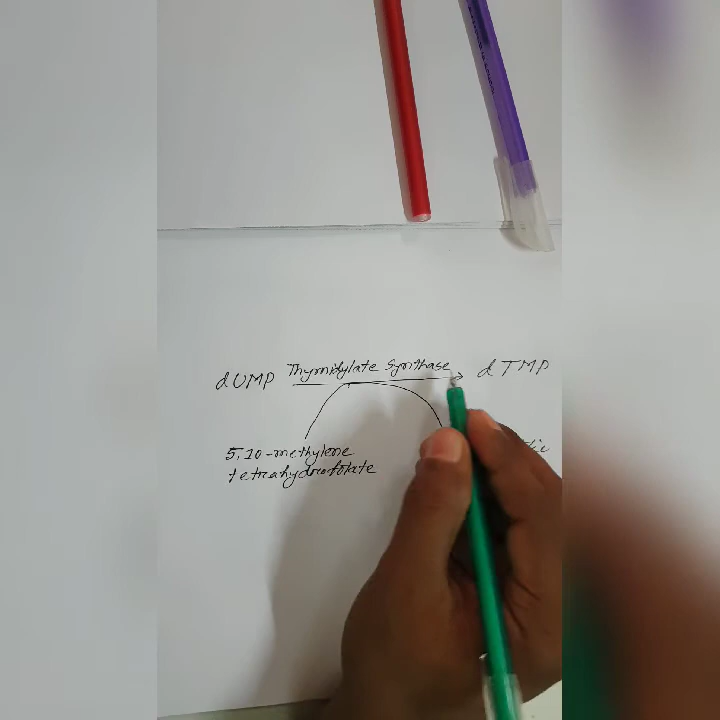 dUMP Thymidylate Synthase dTMP
5,10-methylene
tetrahydrofolate